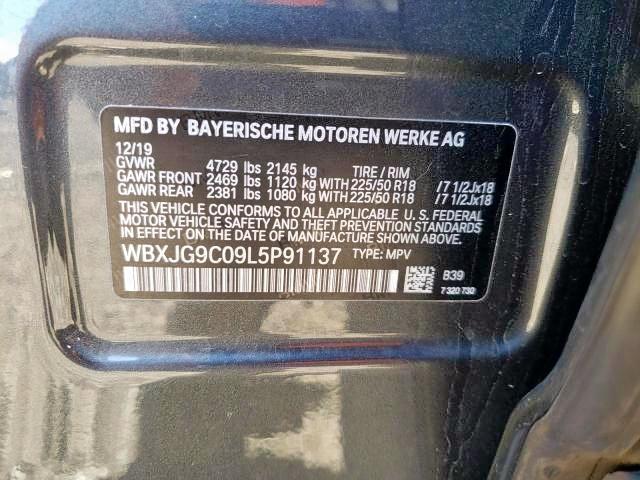 MFD BY BAYERISCHE MOTOREN WERKE AG
12/19
GVWR 4729 lbs 2145 kg TIRE / RIM
GAWR FRONT 2469 lbs 1120 kg WITH 225/50 R18 /7 1/2Jx18
GAWR REAR 2381 lbs 1080 kg WITH 225/50 R18 /7 1/2Jx18
THIS VEHICLE CONFORMS TO ALL APPLICABLE U. S. FEDERAL
MOTOR VEHICLE SAFETY AND THEFT PREVENTION STANDARDS
IN EFFECT ON THE DATE OF MANUFACTURE SHOWN ABOVE.
WBXJG9C09L5P91137 TYPE: MPV
B39
7 320 730